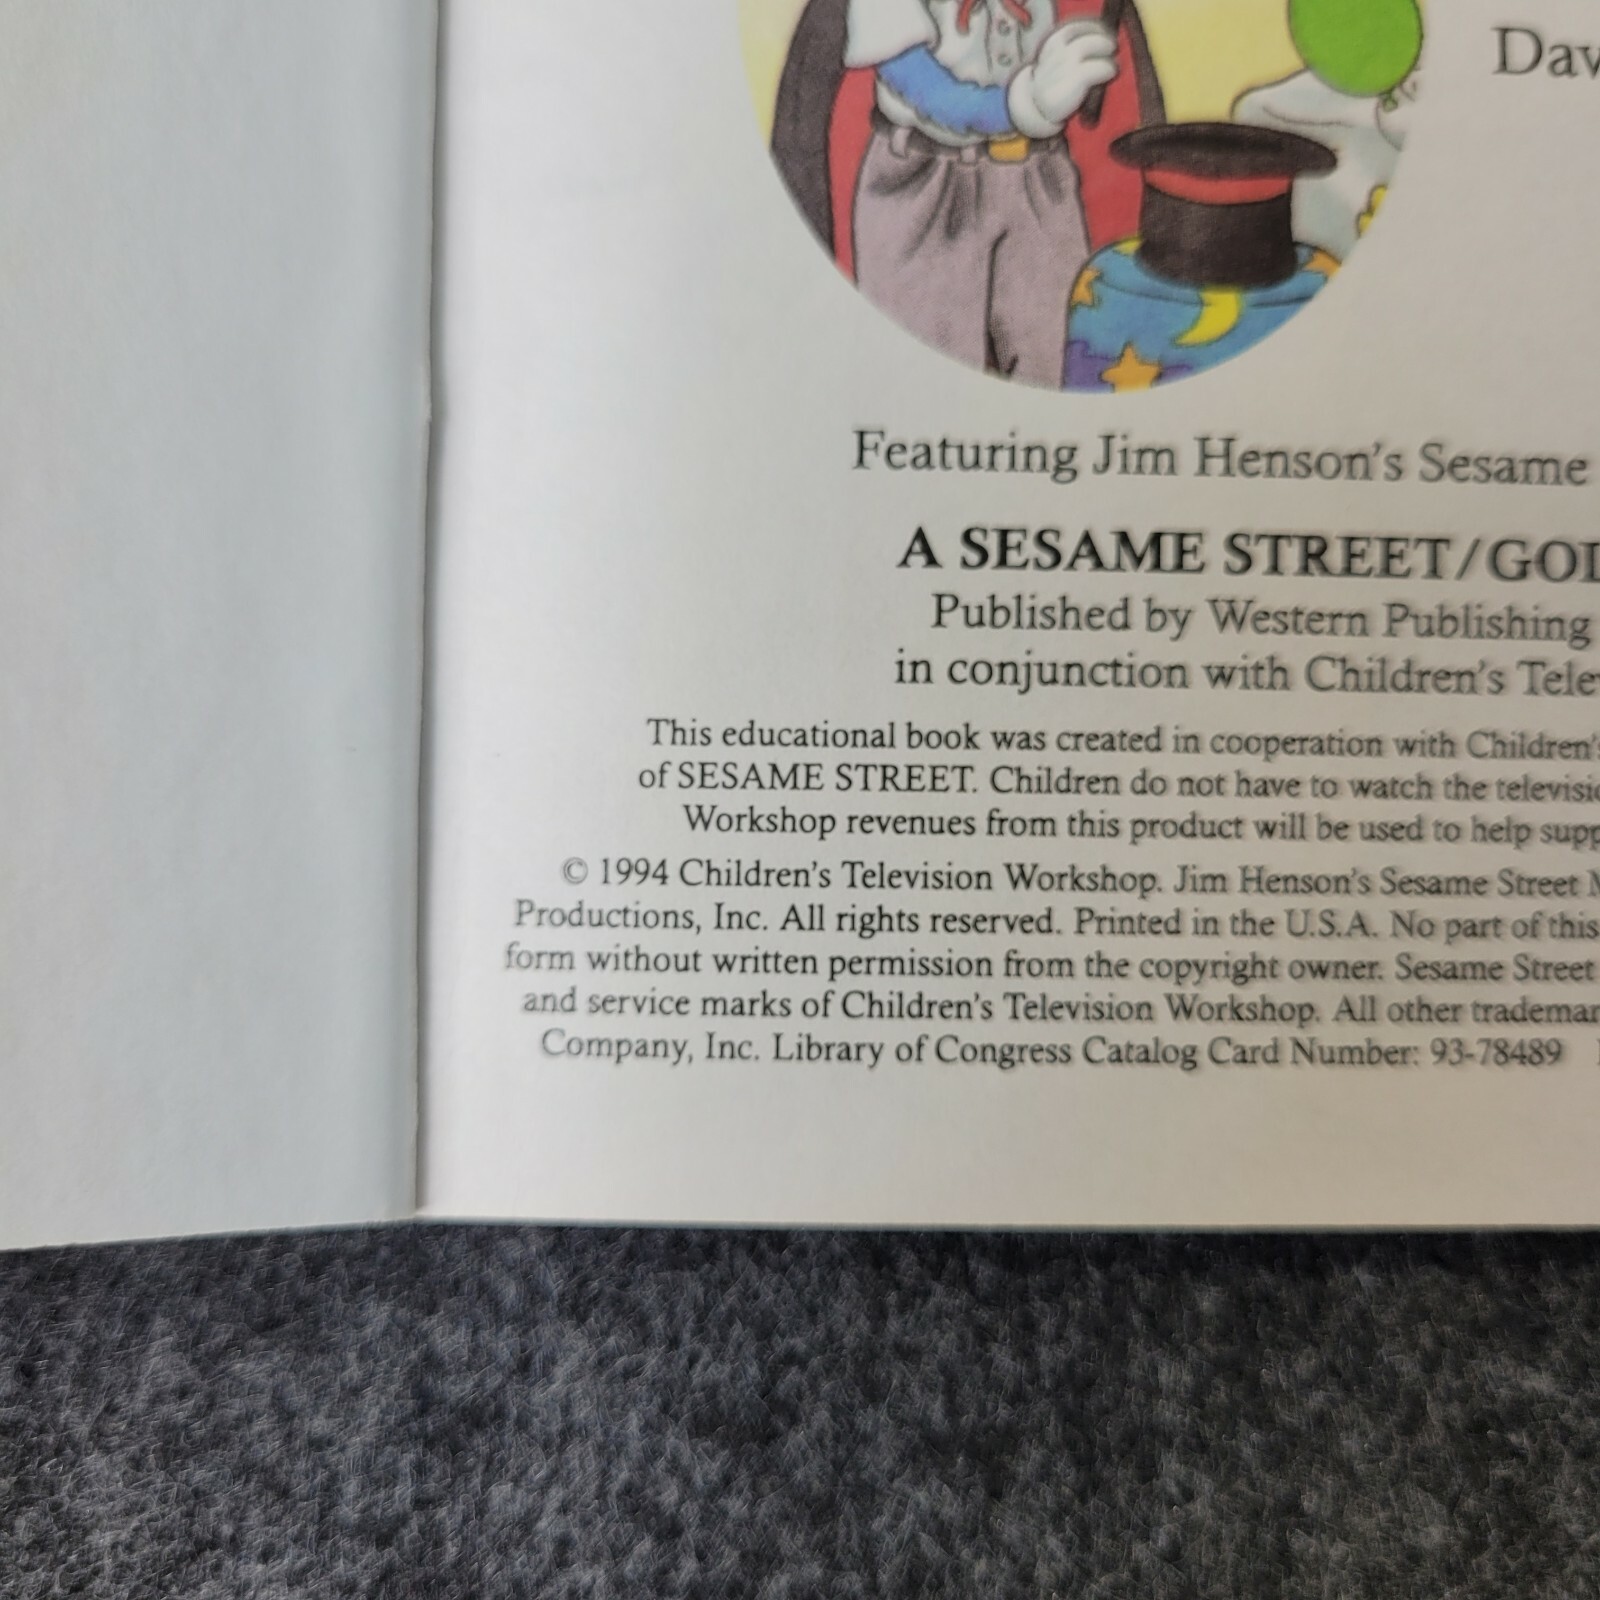 Dav
Featuring Jim Henson's Sesame
A SESAME STREET/GOL
Published by Western Publishing
in conjunction with Children's Telev
This educational book was created in cooperation with Children's
of SESAME STREET. Children do not have to watch the televisio
Workshop revenues from this product will be used to help supp
© 1994 Children's Television Workshop. Jim Henson's Sesame Street M
Productions, Inc. All rights reserved. Printed in the U.S.A. No part of this
form without written permission from the copyright owner. Sesame Street
and service marks of Children's Television Workshop. All other trademar
Company, Inc. Library of Congress Catalog Card Number: 93-78489